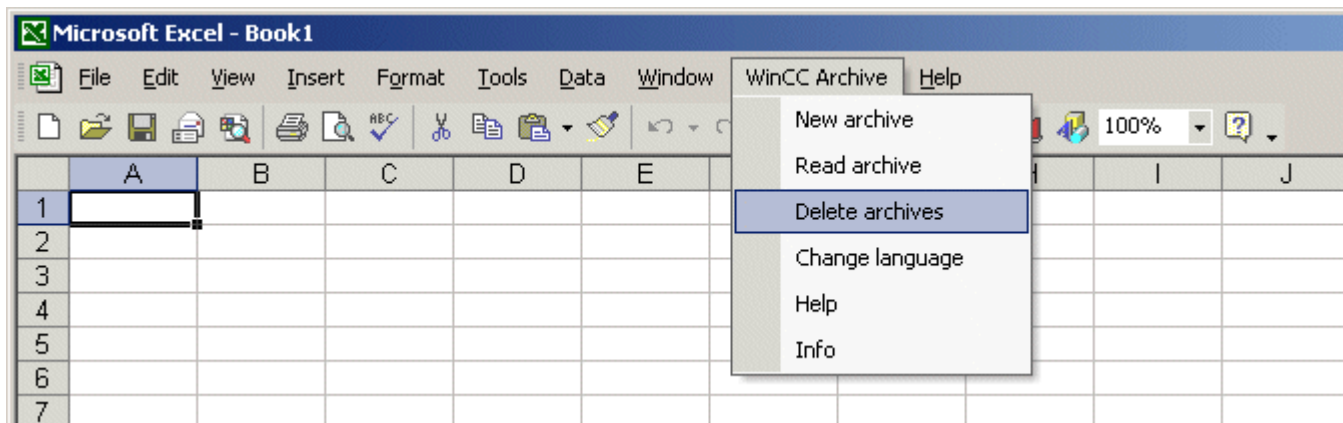 Microsoft Excel - Book1
File Edit View Insert Format Tools Data Window WinCC Archive Help
ABC 100%
New archive
Read archive
Delete archives
Change language
Help
Info
A B C D E I J
1
2
3
4
5
6
7